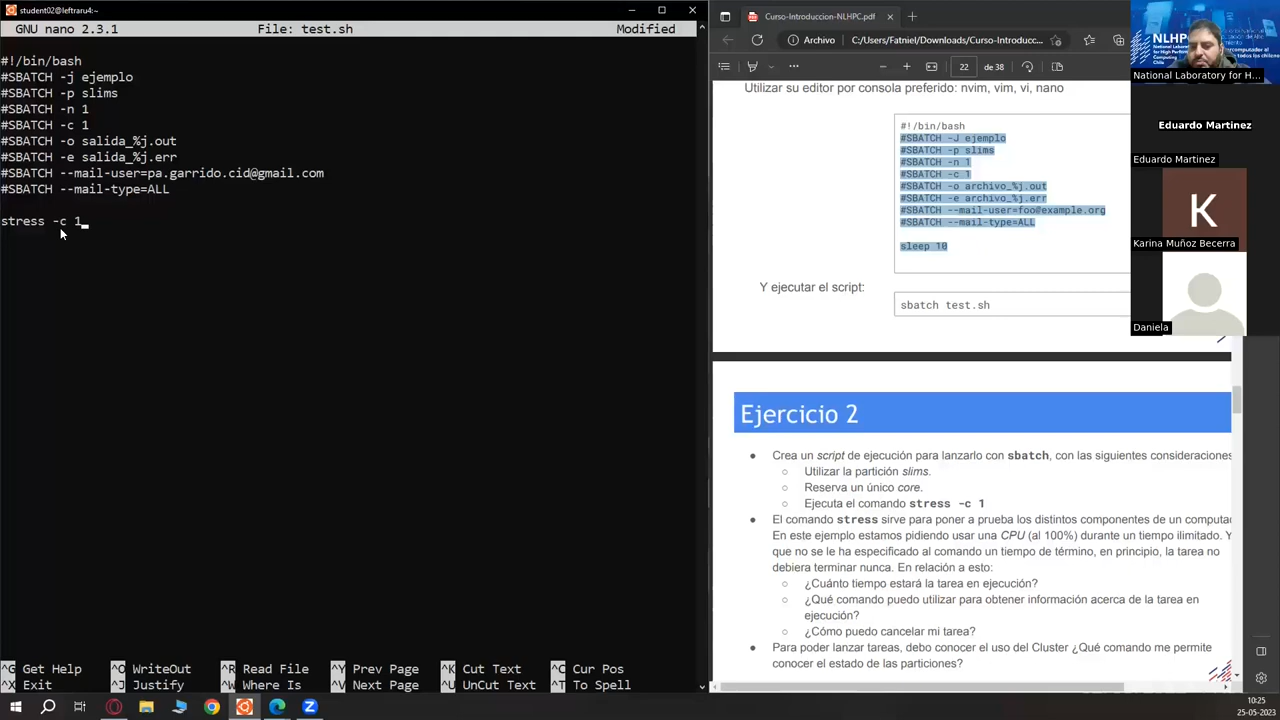 student02@leftraru4:~
GNU nano 2.3.1 File: test.sh Modified
#!/bin/bash
#SBATCH -j ejemplo
#SBATCH -p slims
#SBATCH -n 1
#SBATCH -c 1
#SBATCH -o salida_%j.out
#SBATCH -e salida_%j.err
#SBATCH --mail-user=pa.garrido.cid@gmail.com
#SBATCH --mail-type=ALL
stress -c 1
^G Get Help ^O WriteOut ^R Read File ^Y Prev Page ^K Cut Text ^C Cur Pos
^X Exit ^J Justify ^W Where Is ^V Next Page ^U UnCut Text ^T To Spell
Curso-Introduccion-NLHPC.pdf
Archivo C:/Users/Fatniel/Downloads/Curso-Introducc...
22 de 38
Utilizar su editor por consola preferido: nvim, vim, vi, nano
#!/bin/bash
#SBATCH -J ejemplo
#SBATCH -p slims
#SBATCH -n 1
#SBATCH -c 1
#SBATCH -o archivo_%j.out
#SBATCH -e archivo_%j.err
#SBATCH --mail-user=foo@example.org
#SBATCH --mail-type=ALL
sleep 10
Y ejecutar el script:
sbatch test.sh
Ejercicio 2
● Crea un script de ejecución para lanzarlo con sbatch, con las siguientes consideraciones
○ Utilizar la partición slims.
○ Reserva un único core.
○ Ejecuta el comando stress -c 1
● El comando stress sirve para poner a prueba los distintos componentes de un computad
En este ejemplo estamos pidiendo usar una CPU (al 100%) durante un tiempo ilimitado. Y
que no se le ha especificado al comando un tiempo de término, en principio, la tarea no
debiera terminar nunca. En relación a esto:
○ ¿Cuánto tiempo estará la tarea en ejecución?
○ ¿Qué comando puedo utilizar para obtener información acerca de la tarea en
ejecución?
○ ¿Cómo puedo cancelar mi tarea?
● Para poder lanzar tareas, debo conocer el uso del Cluster ¿Qué comando me permite
conocer el estado de las particiones?
NLHPC
National Laboratory for H...
Eduardo Martinez
Eduardo Martinez
K
Karina Muñoz Becerra
Daniela
10:25
25-05-2023